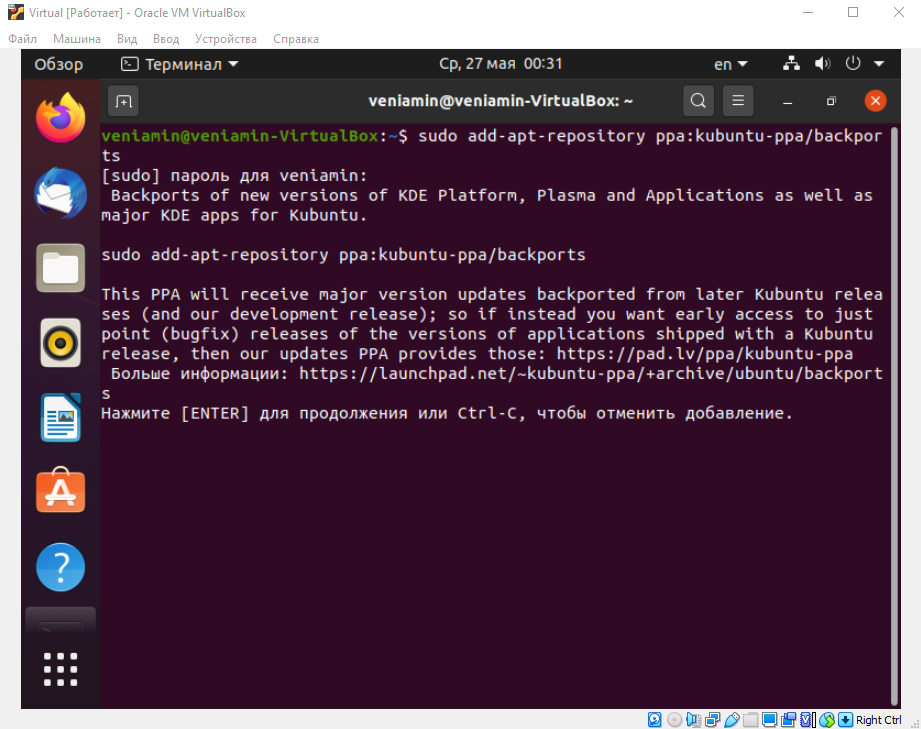 Virtual [Работает] - Oracle VM VirtualBox
Файл Машина Вид Ввод Устройства Справка
Обзор Терминал Ср, 27 мая 00:31 en
veniamin@veniamin-VirtualBox: ~
veniamin@veniamin-VirtualBox:~$ sudo add-apt-repository ppa:kubuntu-ppa/backpor
ts
[sudo] пароль для veniamin:
Backports of new versions of KDE Platform, Plasma and Applications as well as
major KDE apps for Kubuntu.
sudo add-apt-repository ppa:kubuntu-ppa/backports
This PPA will receive major version updates backported from later Kubuntu relea
ses (and our development release); so if instead you want early access to just
point (bugfix) releases of the versions of applications shipped with a Kubuntu
release, then our updates PPA provides those: https://pad.lv/ppa/kubuntu-ppa
Больше информации: https://launchpad.net/~kubuntu-ppa/+archive/ubuntu/backport
s
Нажмите [ENTER] для продолжения или Ctrl-C, чтобы отменить добавление.
Right Ctrl